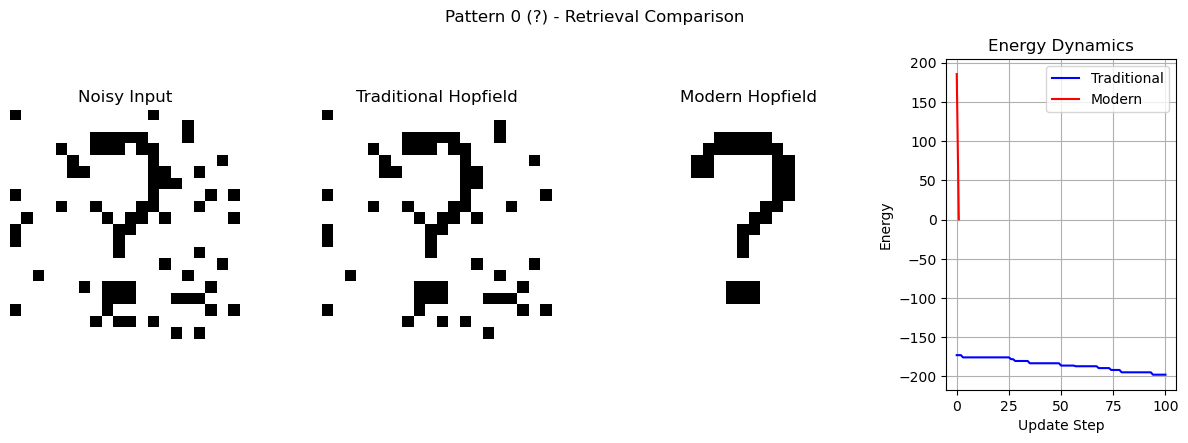 Pattern 0 (?) - Retrieval Comparison
Noisy Input
Traditional Hopfield
Modern Hopfield
?
?
?
Energy Dynamics
Traditional
Modern
Energy
200
150
100
50
0
−50
−100
−150
−200
0 25 50 75 100
Update Step